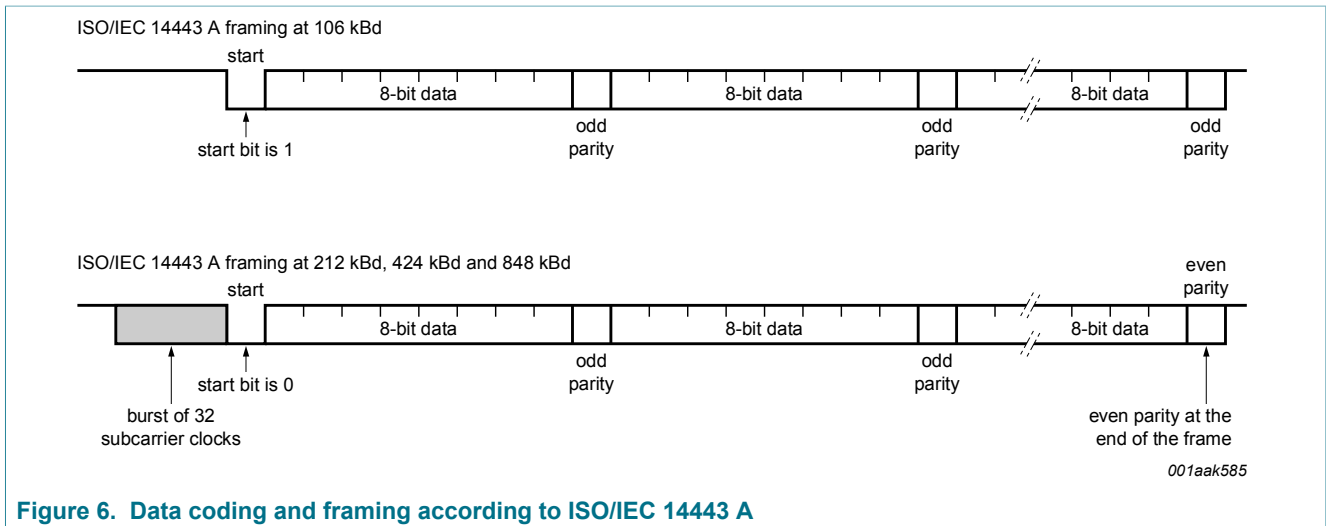 ISO/IEC 14443 A framing at 106 kBd
start
8-bit data
8-bit data
8-bit data
start bit is 1
odd
parity
odd
parity
odd
parity
ISO/IEC 14443 A framing at 212 kBd, 424 kBd and 848 kBd
start
even
parity
8-bit data
8-bit data
8-bit data
start bit is 0
odd
parity
odd
parity
burst of 32
subcarrier clocks
even parity at the
end of the frame
001aak585
Figure 6. Data coding and framing according to ISO/IEC 14443 A